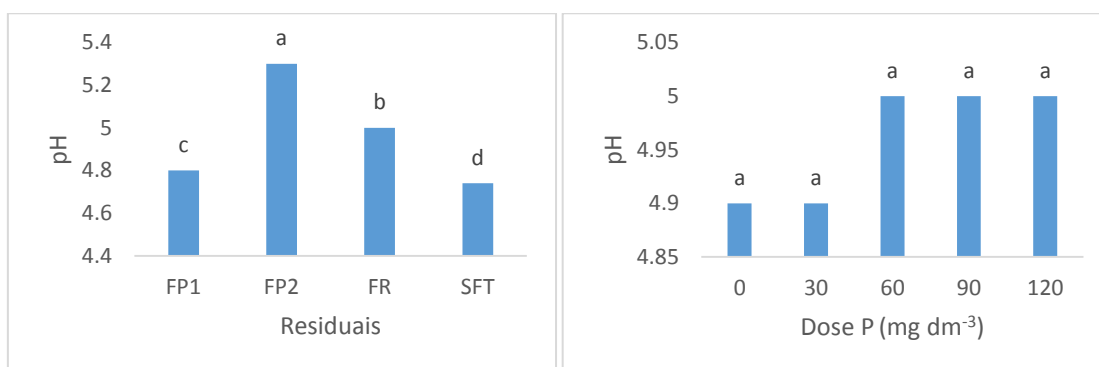 5.4
5.2
5
4.8
4.6
4.4
pH
c
a
b
d
FP1 FP2 FR SFT
Residuais
5.05
5
4.95
4.9
4.85
pH
a a a a a
0 30 60 90 120
Dose P (mg dm⁻³)